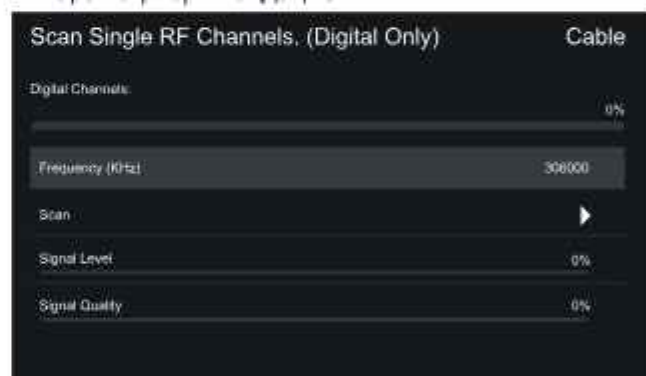 Scan Single RF Channels. (Digital Only) Cable
Digital Channels:
0%
Frequency (KHz) 306000
Scan
Signal Level 0%
Signal Quality 0%